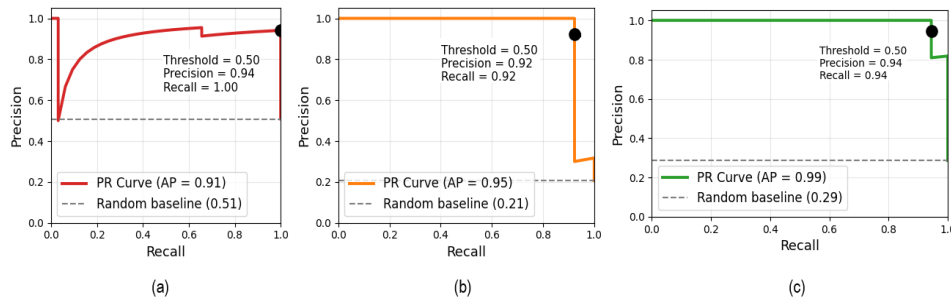 1.0
0.8
0.6
0.4
0.2
0.0
Precision
Threshold = 0.50
Precision = 0.94
Recall = 1.00
PR Curve (AP = 0.91)
Random baseline (0.51)
0.0 0.2 0.4 0.6 0.8 1.0
Recall
(a)
1.0
0.8
0.6
0.4
0.2
0.0
Precision
Threshold = 0.50
Precision = 0.92
Recall = 0.92
PR Curve (AP = 0.95)
Random baseline (0.21)
0.0 0.2 0.4 0.6 0.8 1.0
Recall
(b)
1.0
0.8
0.6
0.4
0.2
0.0
Precision
Threshold = 0.50
Precision = 0.94
Recall = 0.94
PR Curve (AP = 0.99)
Random baseline (0.29)
0.0 0.2 0.4 0.6 0.8 1.0
Recall
(c)